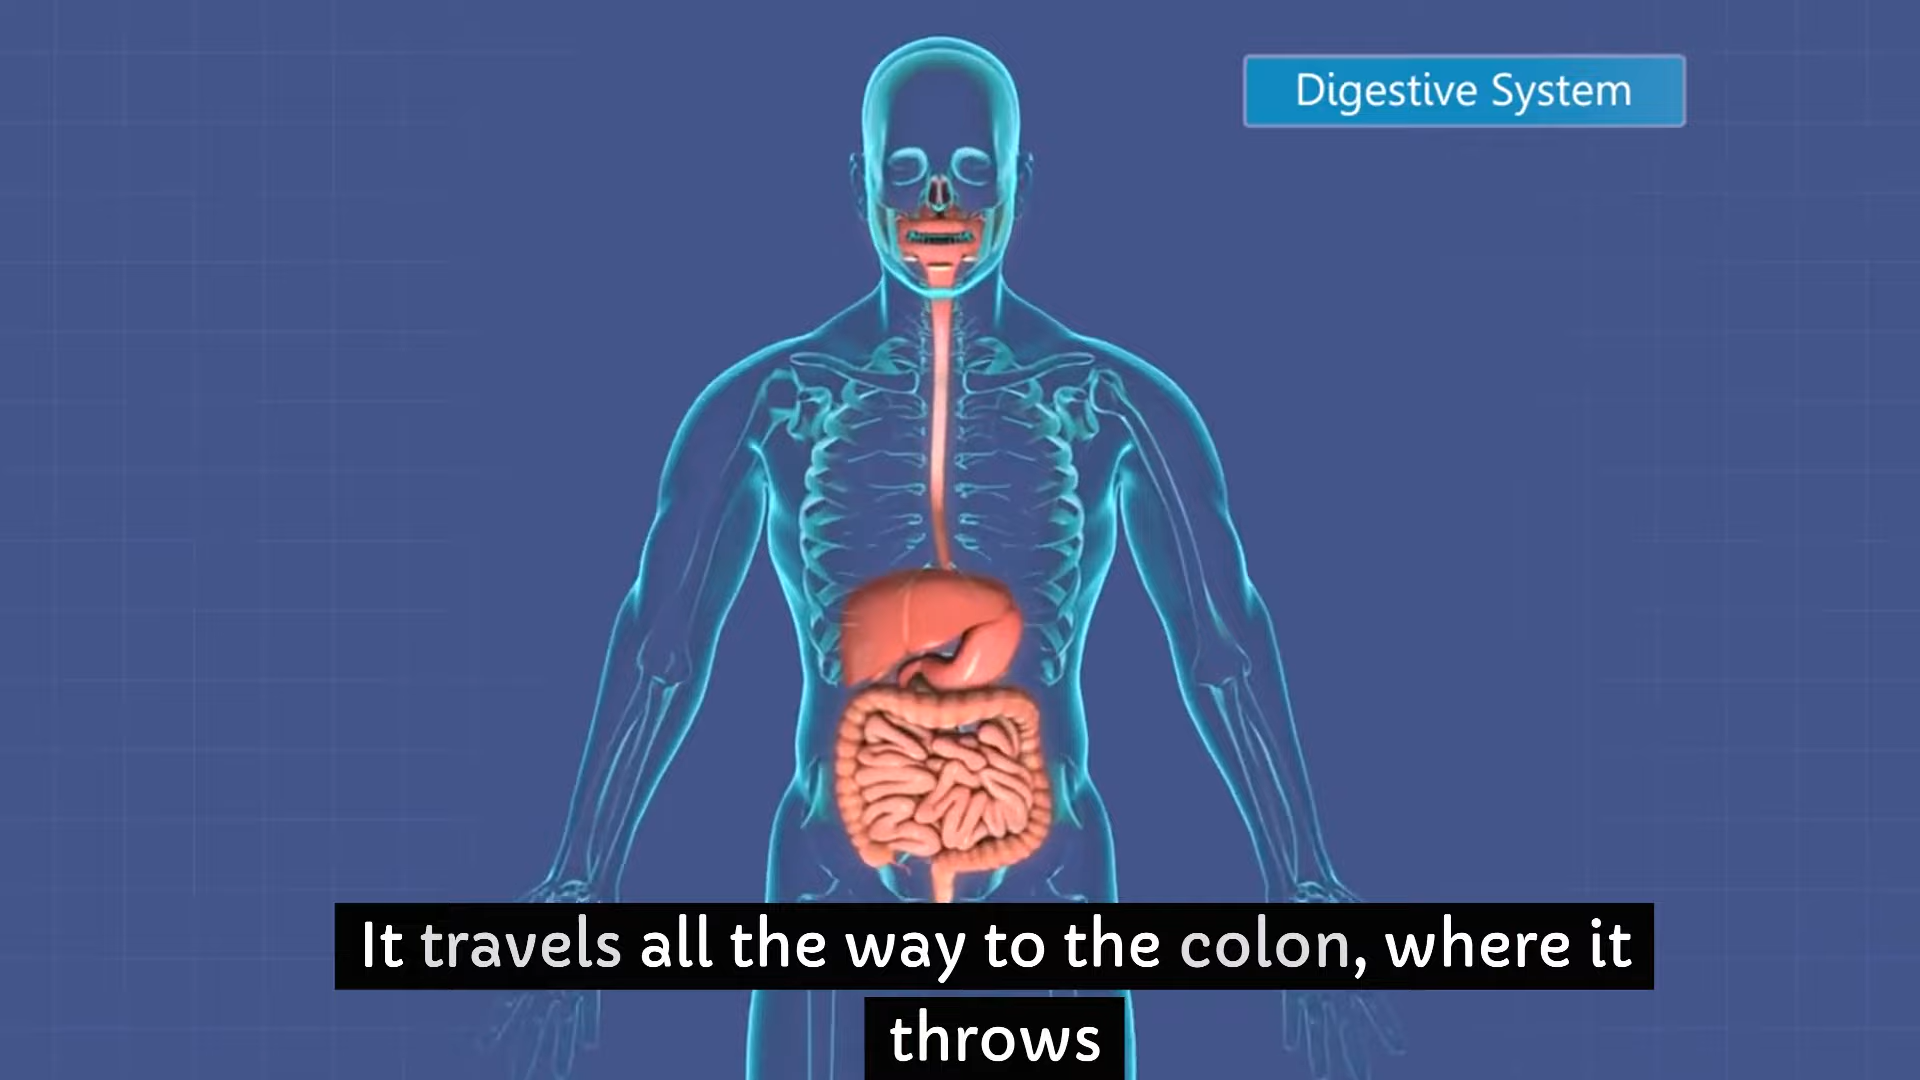 Digestive System
It travels all the way to the colon, where it
throws